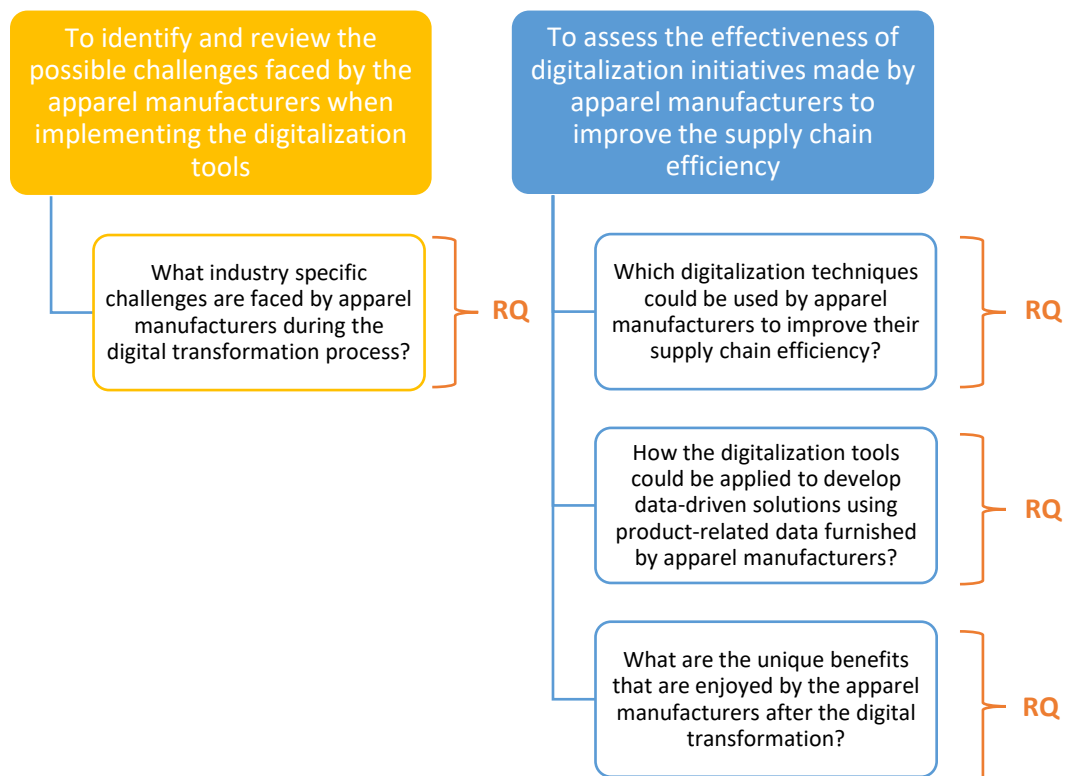 To identify and review the
possible challenges faced by the
apparel manufacturers when
implementing the digitalization
tools
What industry specific
challenges are faced by apparel
manufacturers during the
digital transformation process?
RQ
To assess the effectiveness of
digitalization initiatives made by
apparel manufacturers to
improve the supply chain
efficiency
Which digitalization techniques
could be used by apparel
manufacturers to improve their
supply chain efficiency?
RQ
How the digitalization tools
could be applied to develop
data-driven solutions using
product-related data furnished
by apparel manufacturers?
RQ
What are the unique benefits
that are enjoyed by the apparel
manufacturers after the digital
transformation?
RQ